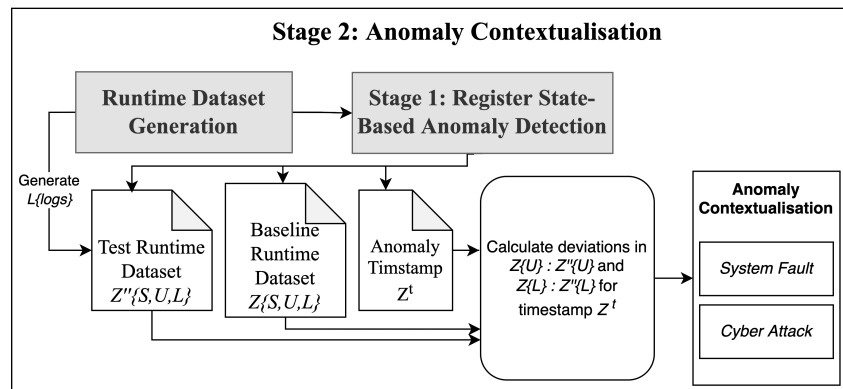 Stage 2: Anomaly Contextualisation
Runtime Dataset
Generation
Stage 1: Register State-
Based Anomaly Detection
Generate
L{logs}
Test Runtime
Dataset
Z"{S,U,L}
Baseline
Runtime
Dataset
Z{S,U,L}
Anomaly
Timstamp
Z^t
Calculate deviations in
Z{U} : Z"{U} and
Z{L} : Z"{L} for
timestamp Z^t
Anomaly
Contextualisation
System Fault
Cyber Attack